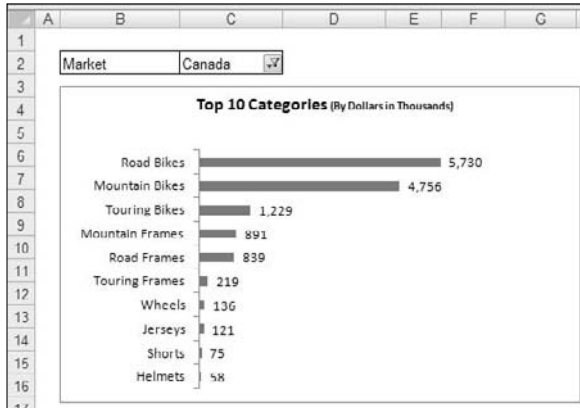 A B C D E F G
1
2 Market Canada
3
4 Top 10 Categories (By Dollars in Thousands)
5
6 Road Bikes 5,730
7 Mountain Bikes 4,756
8 Touring Bikes 1,229
9 Mountain Frames 891
10 Road Frames 839
11 Touring Frames 219
12 Wheels 136
13 Jerseys 121
14 Shorts 75
15
16 Helmets 58
17